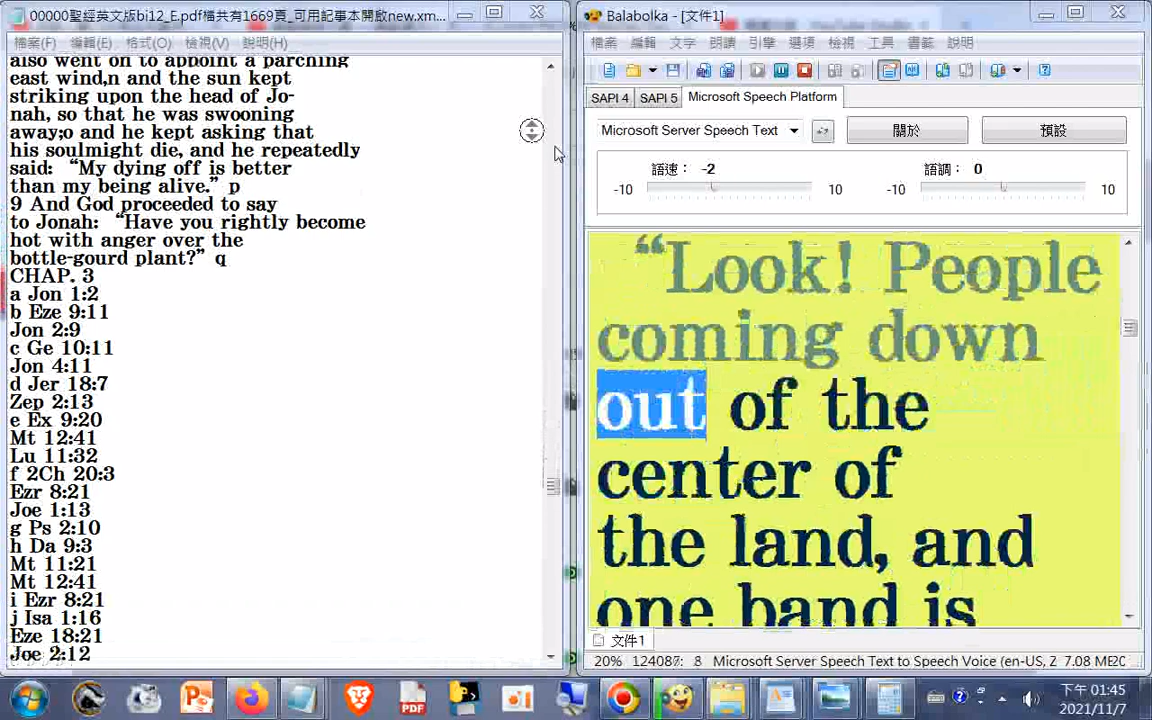 00000聖經英文版bi12_E.pdf檔共有1669頁_可用記事本開啟new.xm...
檔案(F) 編輯(E) 格式(O) 檢視(V) 說明(H)
also went on to appoint a parching
east wind,n and the sun kept
striking upon the head of Jo-
nah, so that he was swooning
away;o and he kept asking that
his soulmight die, and he repeatedly
said: “My dying off is better
than my being alive.” p
9 And God proceeded to say
to Jonah: “Have you rightly become
hot with anger over the
bottle-gourd plant?” q
CHAP. 3
a Jon 1:2
b Eze 9:11
Jon 2:9
c Ge 10:11
Jon 4:11
d Jer 18:7
Zep 2:13
e Ex 9:20
Mt 12:41
Lu 11:32
f 2Ch 20:3
Ezr 8:21
Joe 1:13
g Ps 2:10
h Da 9:3
Mt 11:21
Mt 12:41
i Ezr 8:21
j Isa 1:16
Eze 18:21
Joe 2:12
Balabolka - [文件1]
檔案 編輯 文字 朗讀 引擎 選項 檢視 工具 書籤 說明
SAPI 4 SAPI 5 Microsoft Speech Platform
Microsoft Server Speech Text 關於 預設
語速: -2 語調: 0
-10 10 -10 10
“Look! People
coming down
out of the
center of
the land, and
one band is
文件1
20% 124087: 8 Microsoft Server Speech Text to Speech Voice (en-US, Z 7.08 ME
下午 01:45
2021/11/7